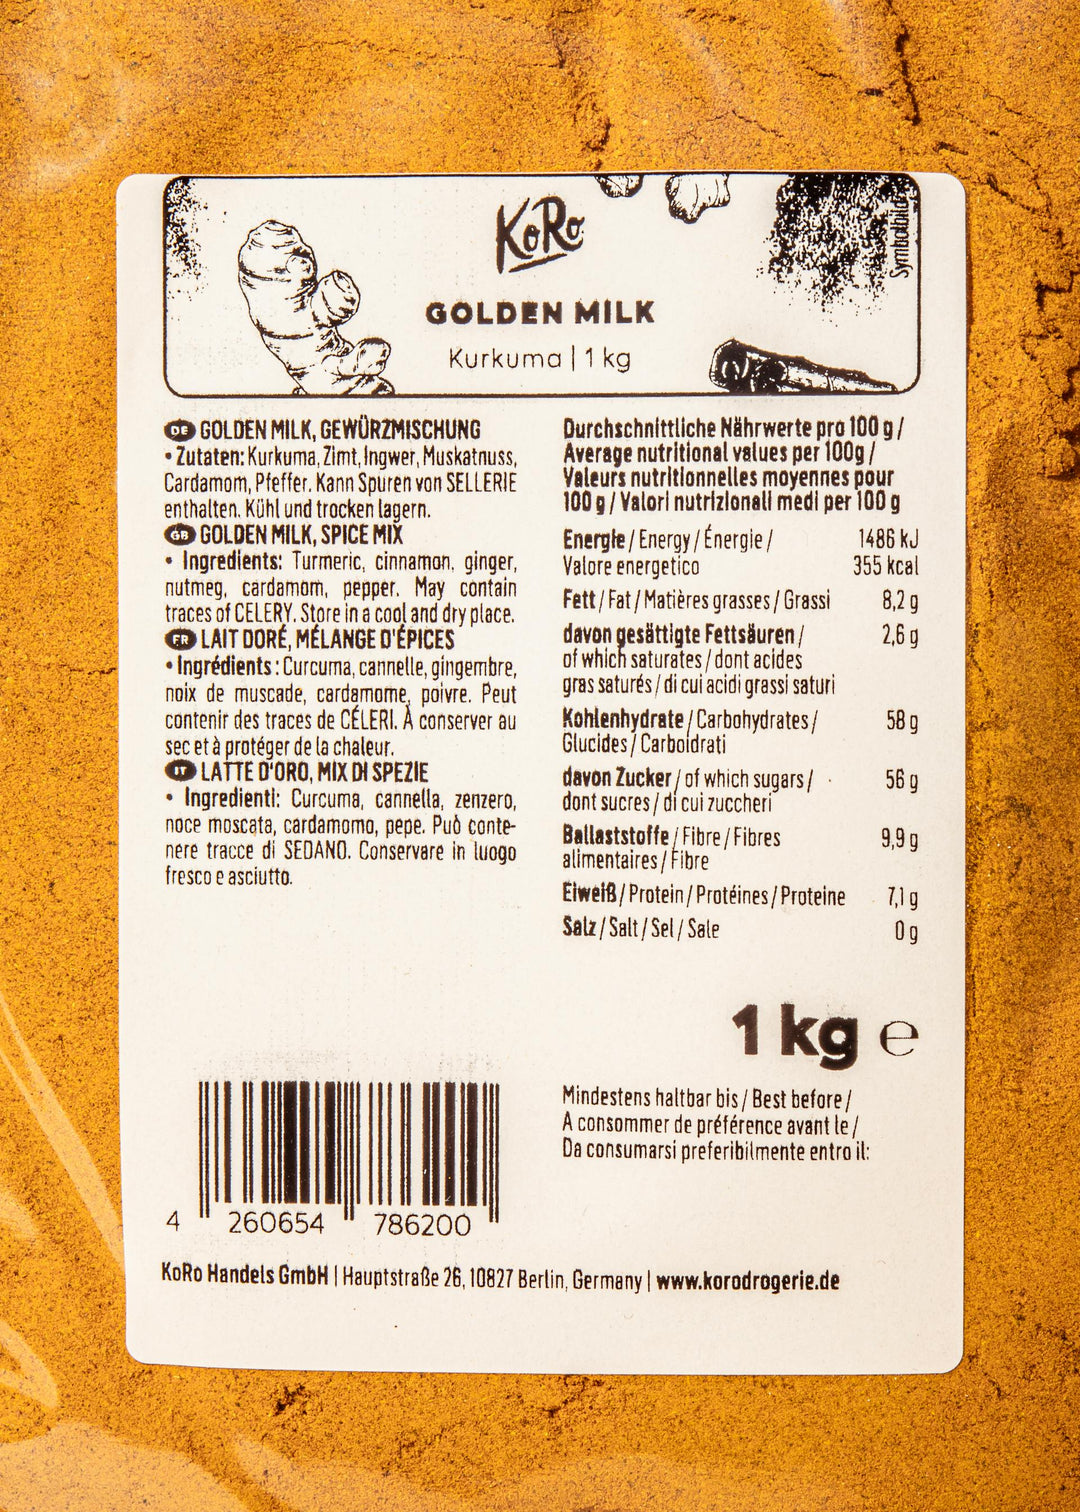 KoRo
GOLDEN MILK
Kurkuma | 1 kg
Symbolbild
DE GOLDEN MILK, GEWÜRZMISCHUNG
• Zutaten: Kurkuma, Zimt, Ingwer, Muskatnuss,
Cardamom, Pfeffer. Kann Spuren von SELLERIE
enthalten. Kühl und trocken lagern.
GB GOLDEN MILK, SPICE MIX
• Ingredients: Turmeric, cinnamon, ginger,
nutmeg, cardamom, pepper. May contain
traces of CELERY. Store in a cool and dry place.
FR LAIT DORÉ, MÉLANGE D'ÉPICES
• Ingrédients : Curcuma, cannelle, gingembre,
noix de muscade, cardamome, poivre. Peut
contenir des traces de CÉLERI. À conserver au
sec et à protéger de la chaleur.
IT LATTE D'ORO, MIX DI SPEZIE
• Ingredienti: Curcuma, cannella, zenzero,
noce moscata, cardamomo, pepe. Può conte-
nere tracce di SEDANO. Conservare in luogo
fresco e asciutto.
Durchschnittliche Nährwerte pro 100 g /
Average nutritional values per 100g /
Valeurs nutritionnelles moyennes pour
100 g / Valori nutrizionali medi per 100 g
Energie / Energy / Énergie / 1486 kJ
Valore energetico 355 kcal
Fett / Fat / Matières grasses / Grassi 8,2 g
davon gesättigte Fettsäuren / 2,6 g
of which saturates / dont acides
gras saturés / di cui acidi grassi saturi
Kohlenhydrate / Carbohydrates / 58 g
Glucides / Carboidrati
davon Zucker / of which sugars / 56 g
dont sucres / di cui zuccheri
Ballaststoffe / Fibre / Fibres 9,9 g
alimentaires / Fibre
Eiweiß / Protein / Protéines / Proteine 7,1 g
Salz / Salt / Sel / Sale 0 g
1 kg e
Mindestens haltbar bis / Best before /
A consommer de préférence avant le /
Da consumarsi preferibilmente entro il:
4 260654 786200
KoRo Handels GmbH | Hauptstraße 26, 10827 Berlin, Germany | www.korodrogerie.de